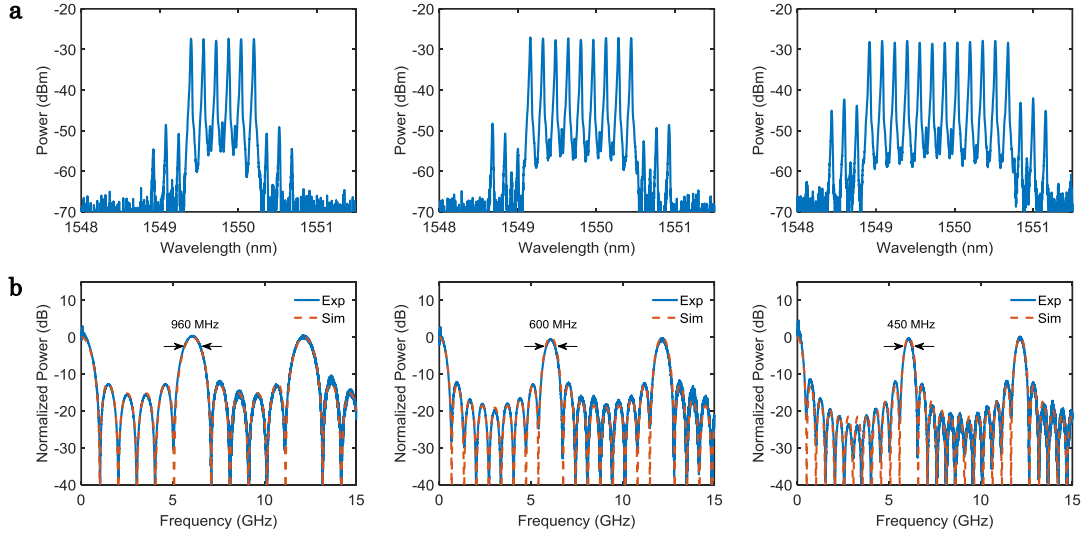 a
-20
-30
-40
-50
-60
-70
Power (dBm)
1548 1549 1550 1551
Wavelength (nm)
-20
-30
-40
-50
-60
-70
Power (dBm)
1548 1549 1550 1551
Wavelength (nm)
-20
-30
-40
-50
-60
-70
Power (dBm)
1548 1549 1550 1551
Wavelength (nm)
b
10
0
-10
-20
-30
-40
Normalized Power (dB)
960 MHz
Exp
Sim
0 5 10 15
Frequency (GHz)
10
0
-10
-20
-30
-40
Normalized Power (dB)
600 MHz
Exp
Sim
0 5 10 15
Frequency (GHz)
10
0
-10
-20
-30
-40
Normalized Power (dB)
450 MHz
Exp
Sim
0 5 10 15
Frequency (GHz)